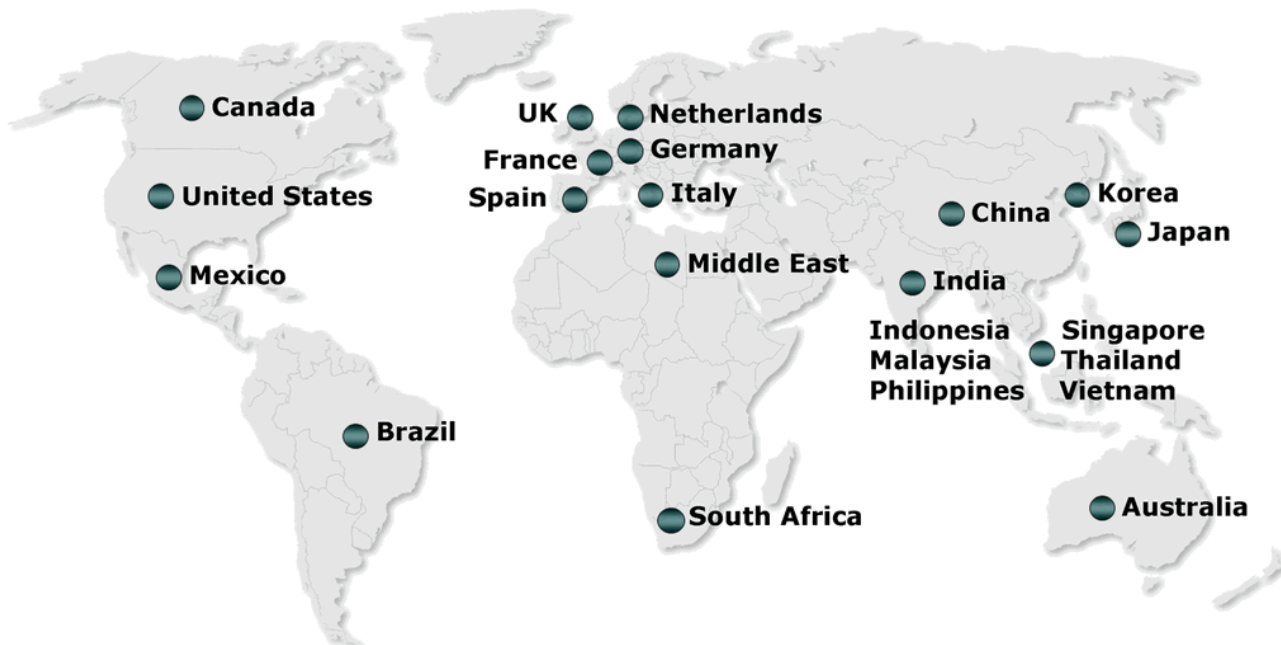 Canada
UK
Netherlands
France
Germany
United States
Spain
Italy
Korea
China
Japan
Mexico
Middle East
India
Indonesia
Malaysia
Philippines
Singapore
Thailand
Vietnam
Brazil
South Africa
Australia